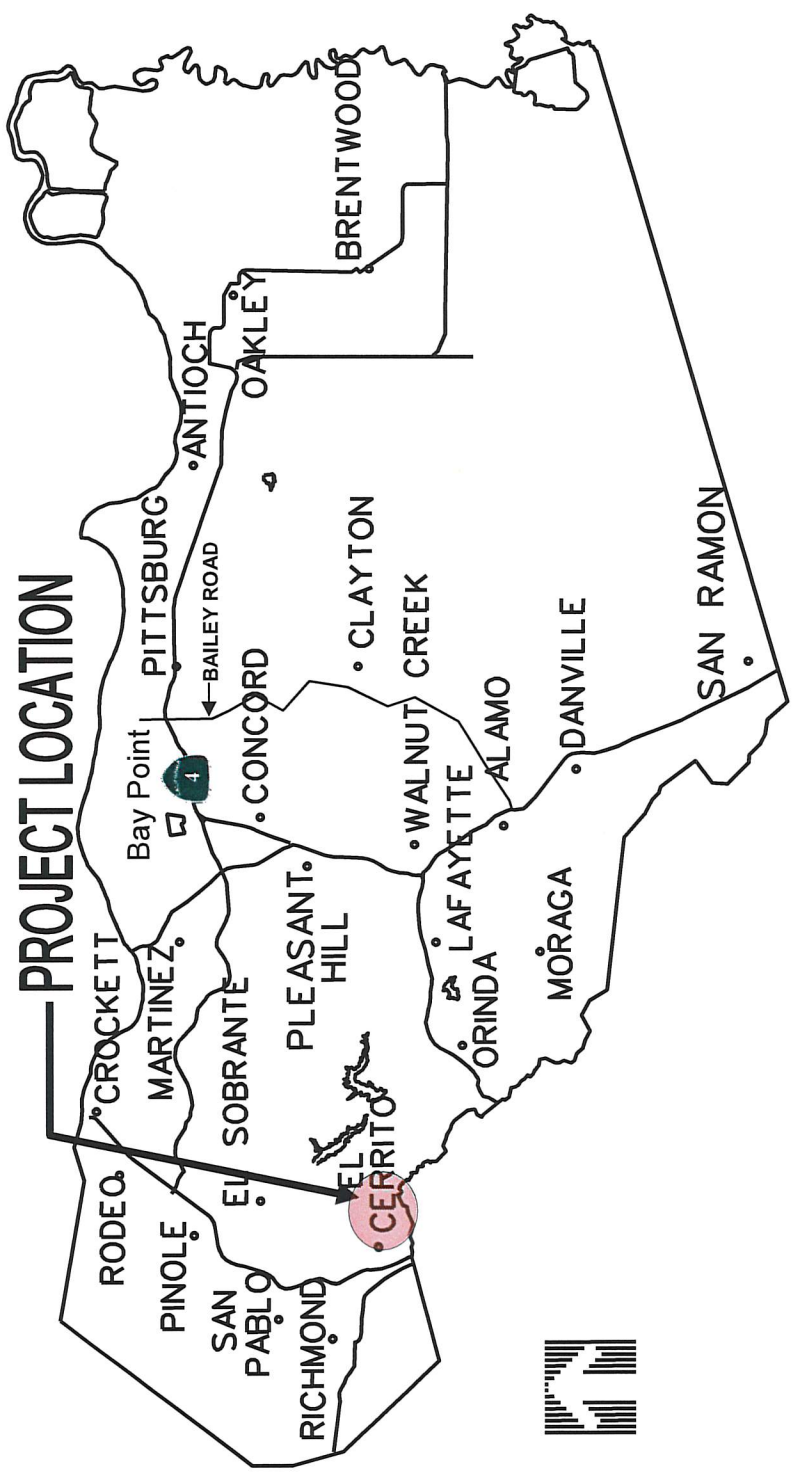 PROJECT LOCATION
CROCKETT
RODEO
MARTINEZ
Bay Point
4
PITTSBURG
ANTIOCH
BAILEY ROAD
OAKLEY
BRENTWOOD
PINOLE
EL SOBRANTE
CONCORD
SAN
PABLO
PLEASANT
HILL
CLAYTON
RICHMOND
EL
CERRITO
WALNUT CREEK
LAFAYETTE
ORINDA
ALAMO
MORAGA
DANVILLE
SAN RAMON